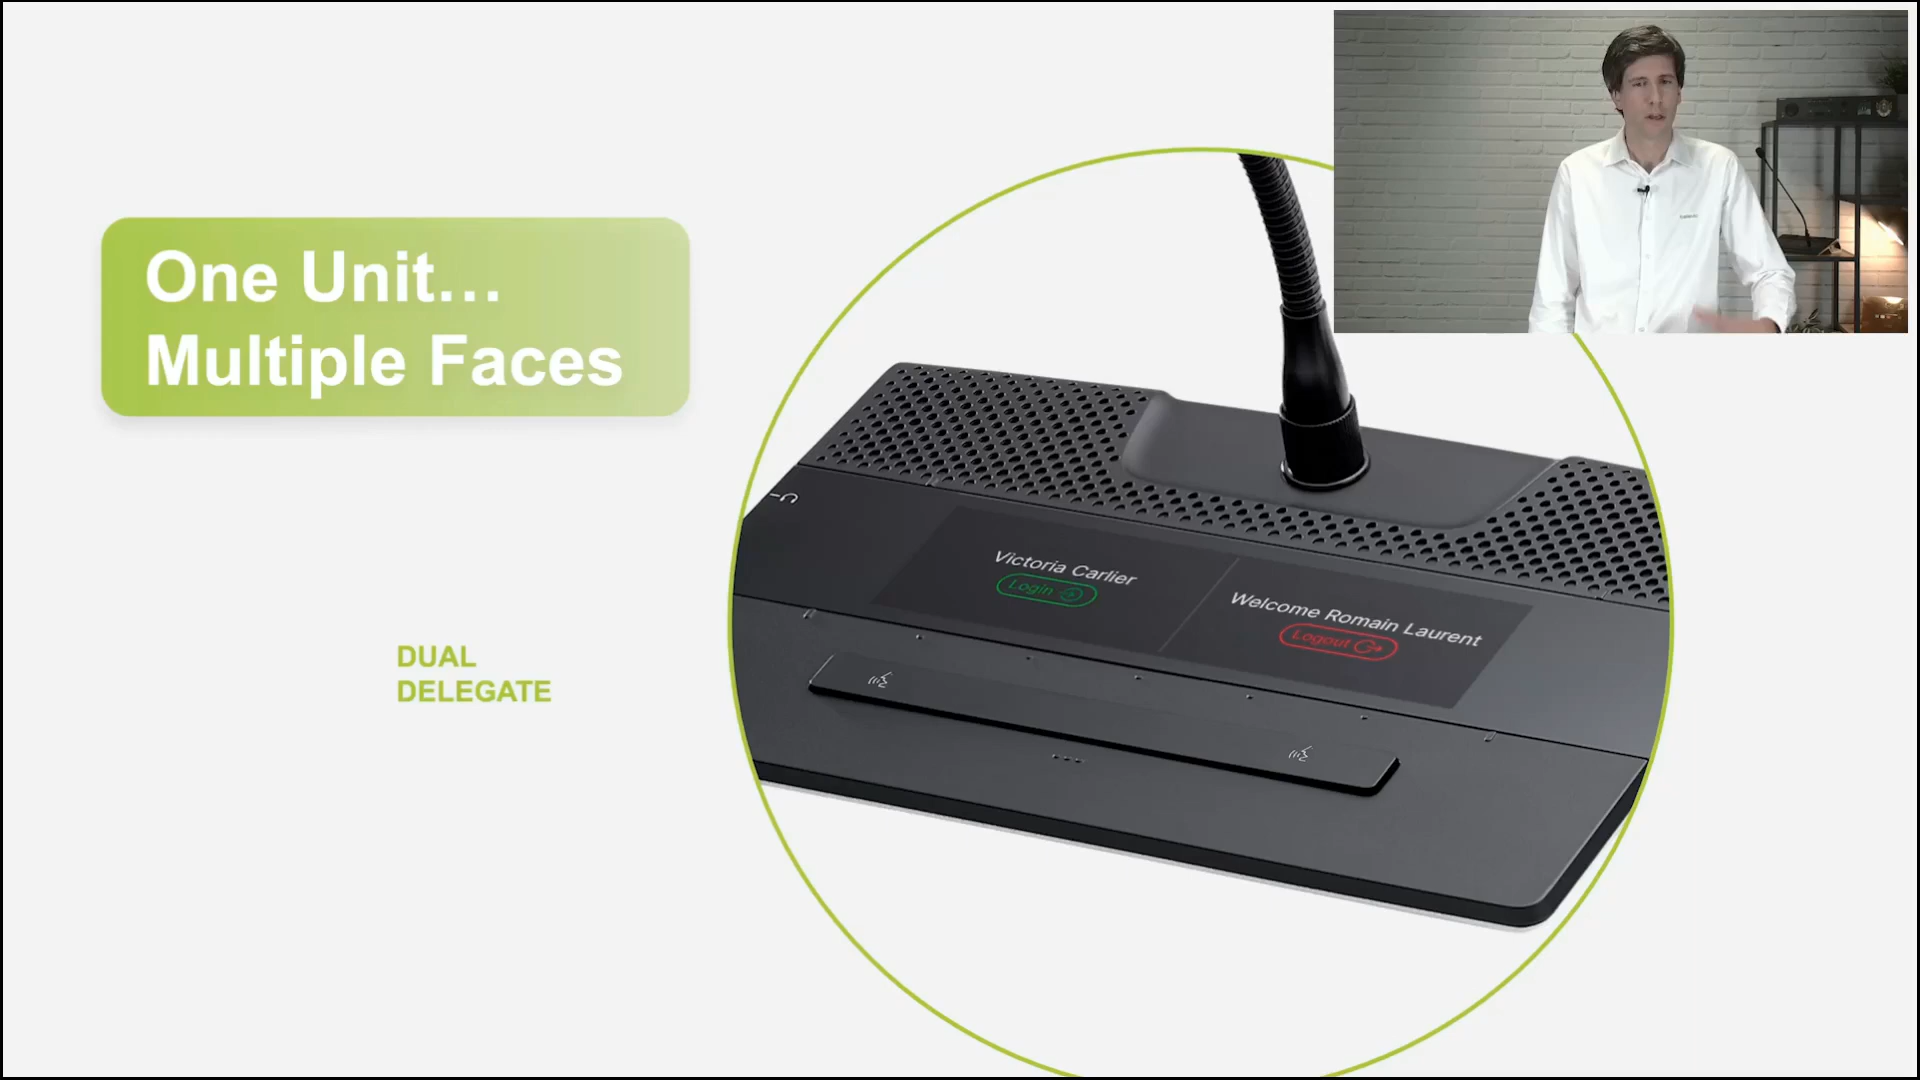 One Unit...
Multiple Faces
DUAL
DELEGATE
Victoria Carlier
Login
Welcome Romain Laurent
Logout